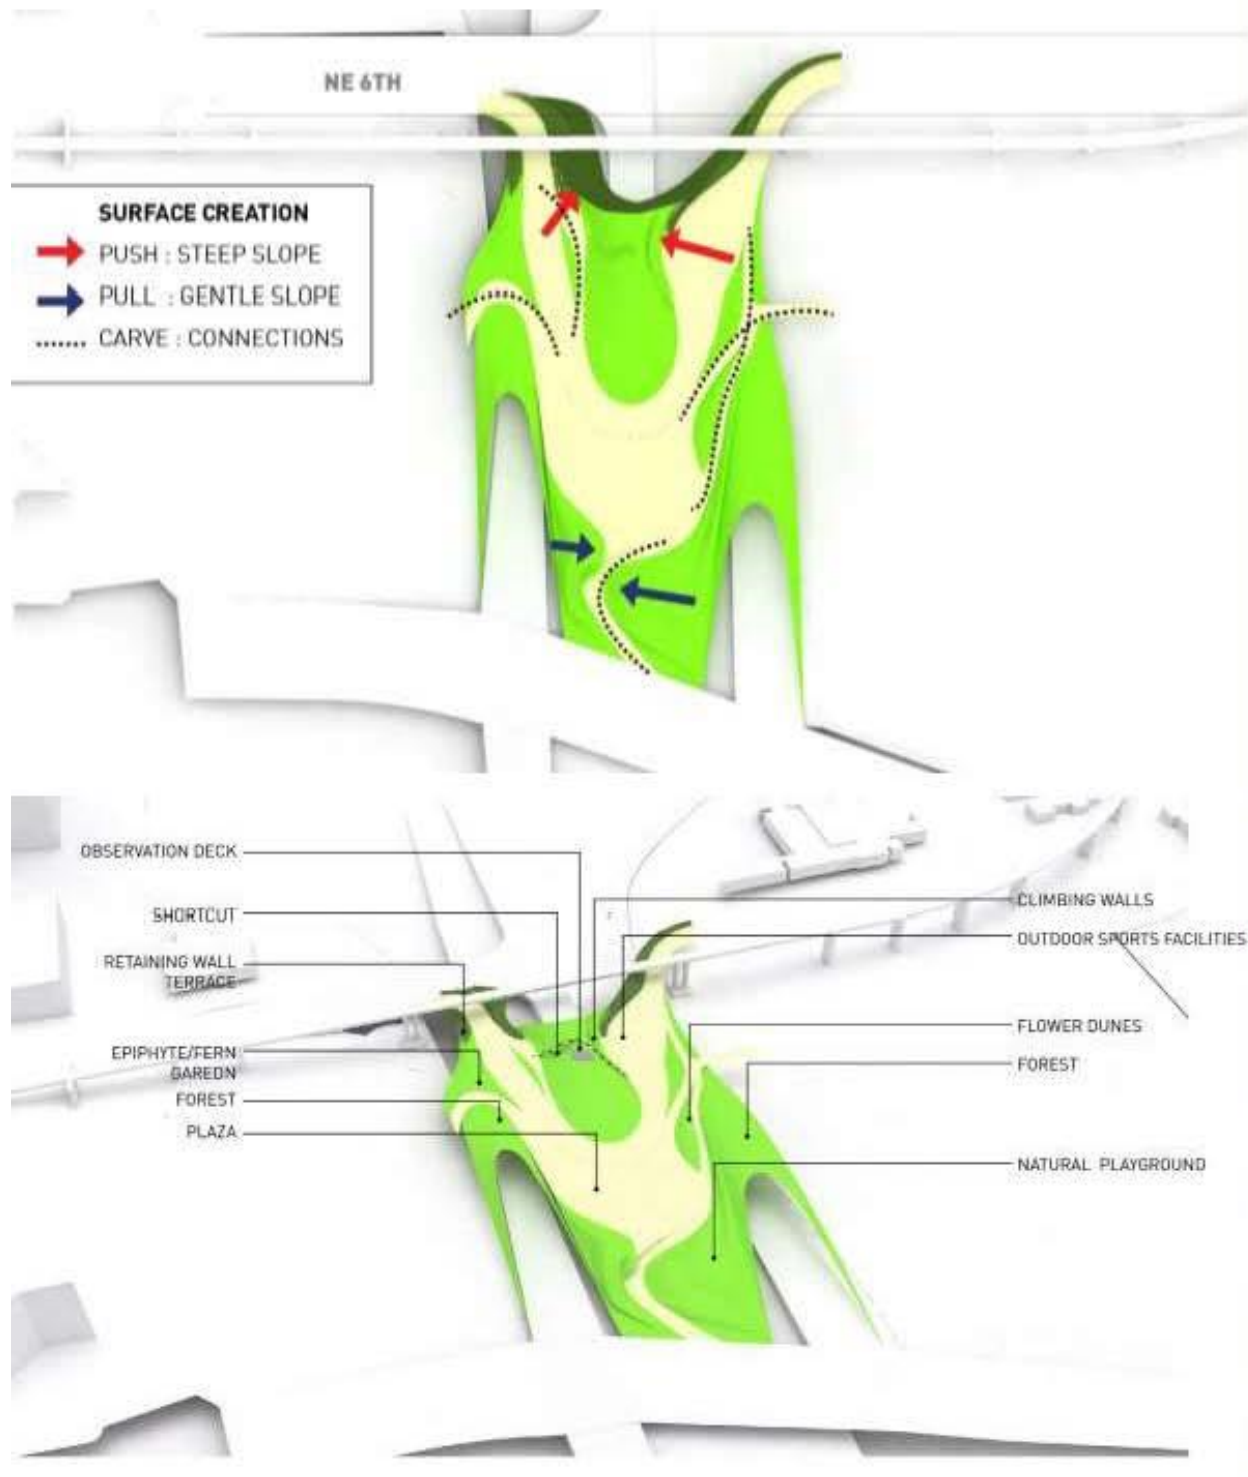 NE 6TH
SURFACE CREATION
PUSH : STEEP SLOPE
PULL : GENTLE SLOPE
CARVE : CONNECTIONS
OBSERVATION DECK
SHORTCUT
RETAINING WALL
TERRACE
EPIPHYTE/FERN
GAREDN
FOREST
PLAZA
CLIMBING WALLS
OUTDOOR SPORTS FACILITIES
FLOWER DUNES
FOREST
NATURAL PLAYGROUND